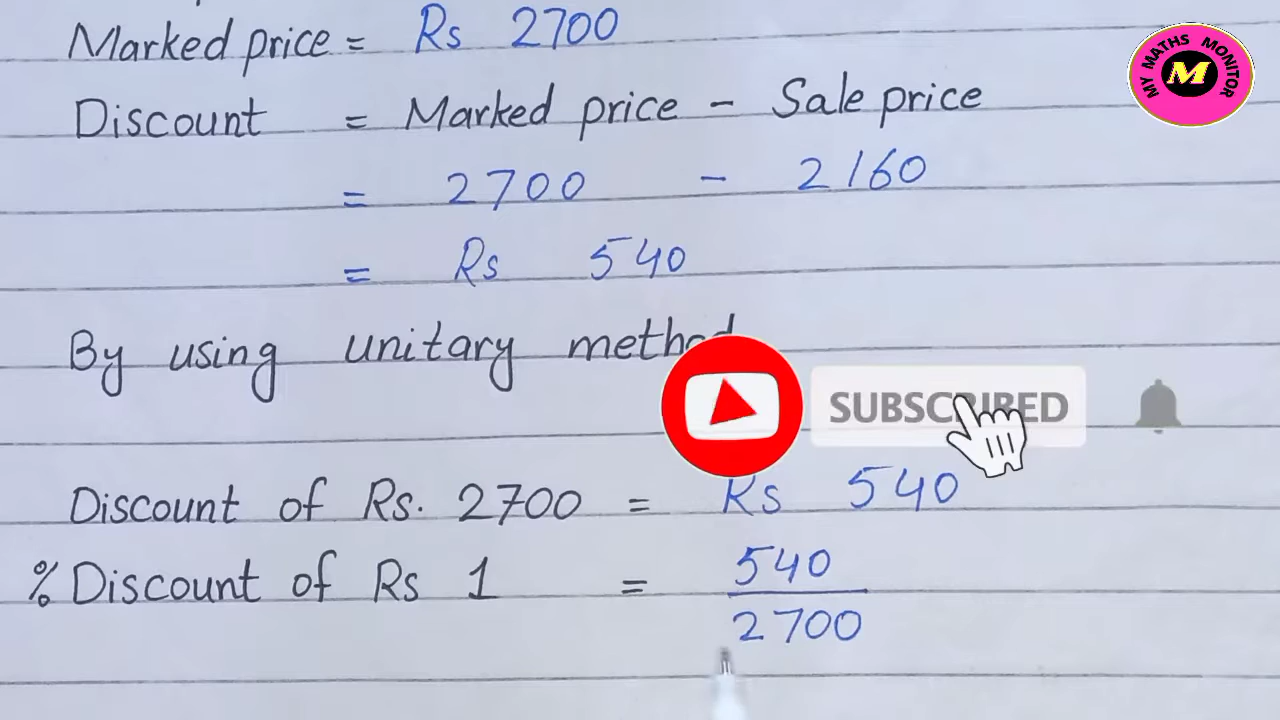 Marked price = Rs 2700
Discount = Marked price - Sale price
= 2700 - 2160
= Rs 540
By using unitary method
Discount of Rs. 2700 = Rs 540
% Discount of Rs 1 = 540
2700
MY MATHS MONITOR
M
SUBSCRIBED